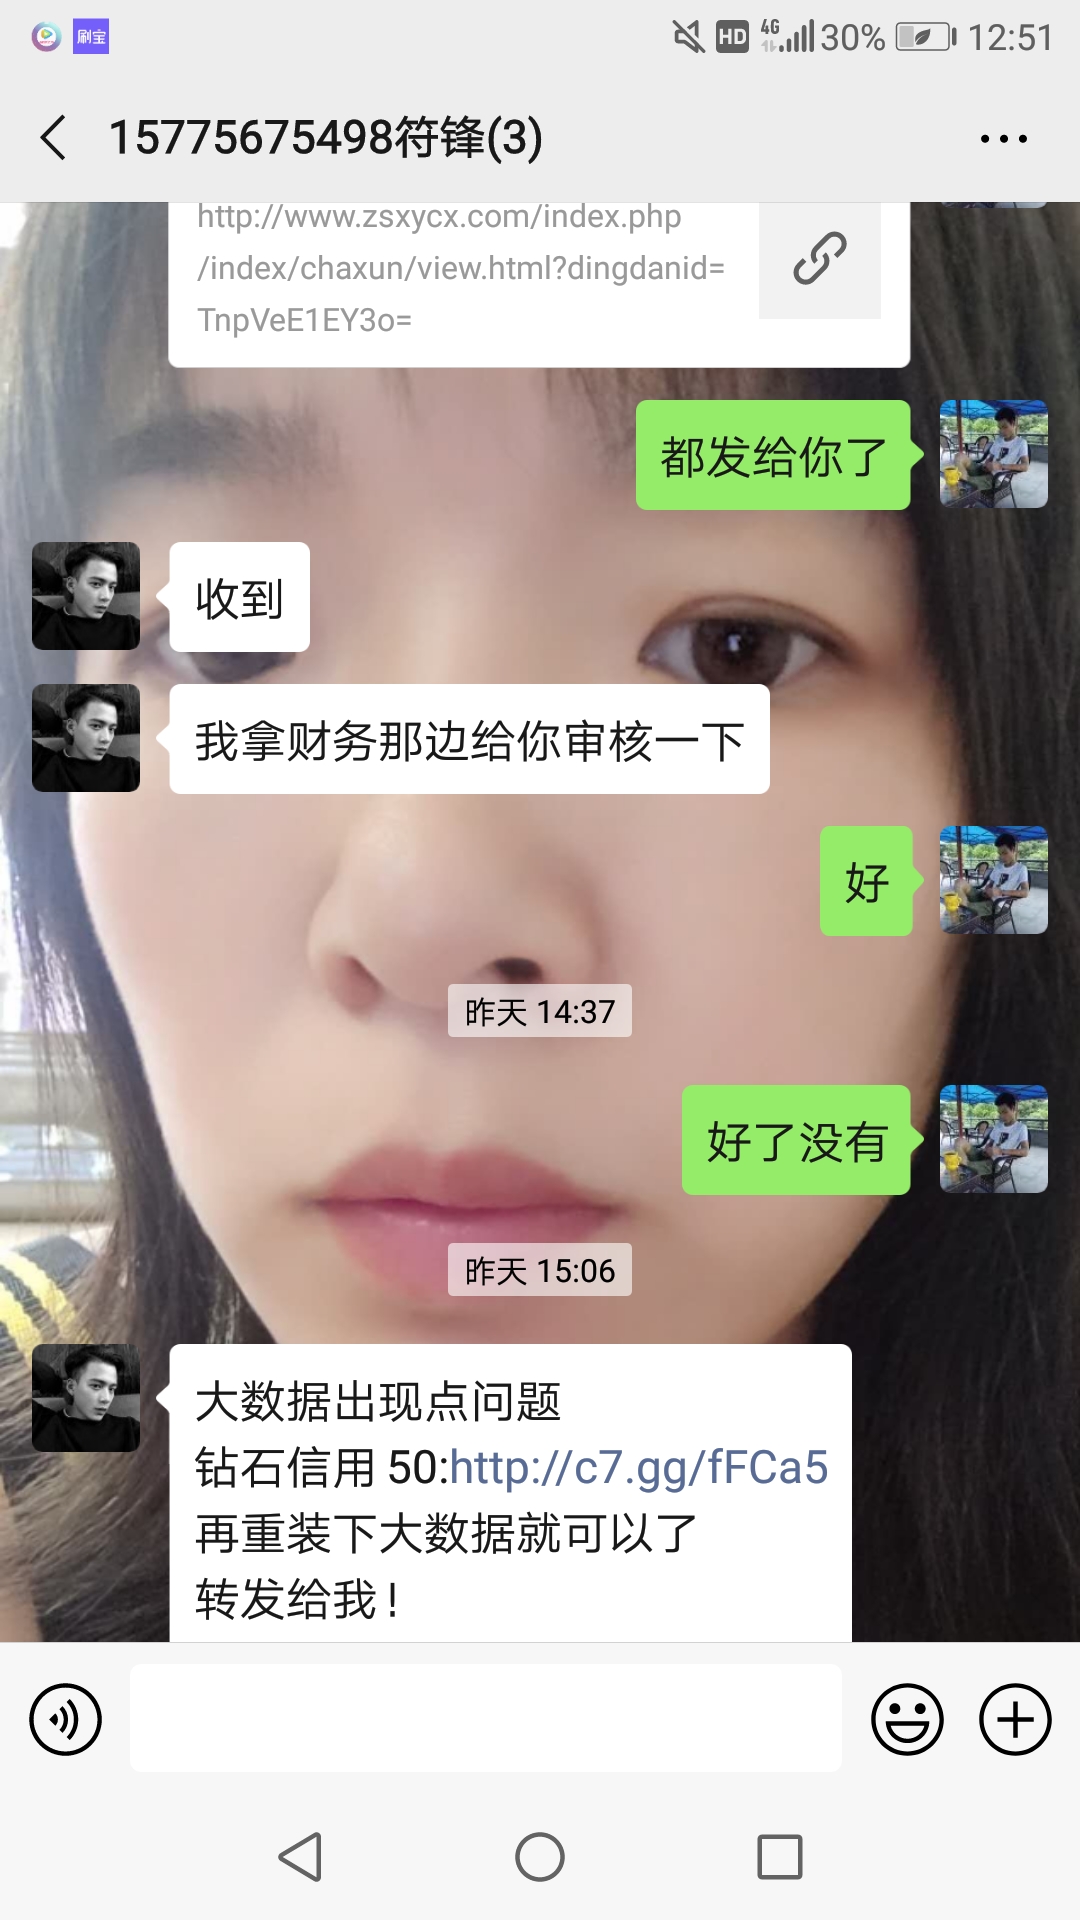 刷宝
HD 4G 30% 12:51
15775675498符锋(3)
http://www.zsxycx.com/index.php
/index/chaxun/view.html?dingdanid=
TnpVeE1EY3o=
都发给你了
收到
我拿财务那边给你审核一下
好
昨天 14:37
好了没有
昨天 15:06
大数据出现点问题
钻石信用 50:http://c7.gg/fFCa5
再重装下大数据就可以了
转发给我!